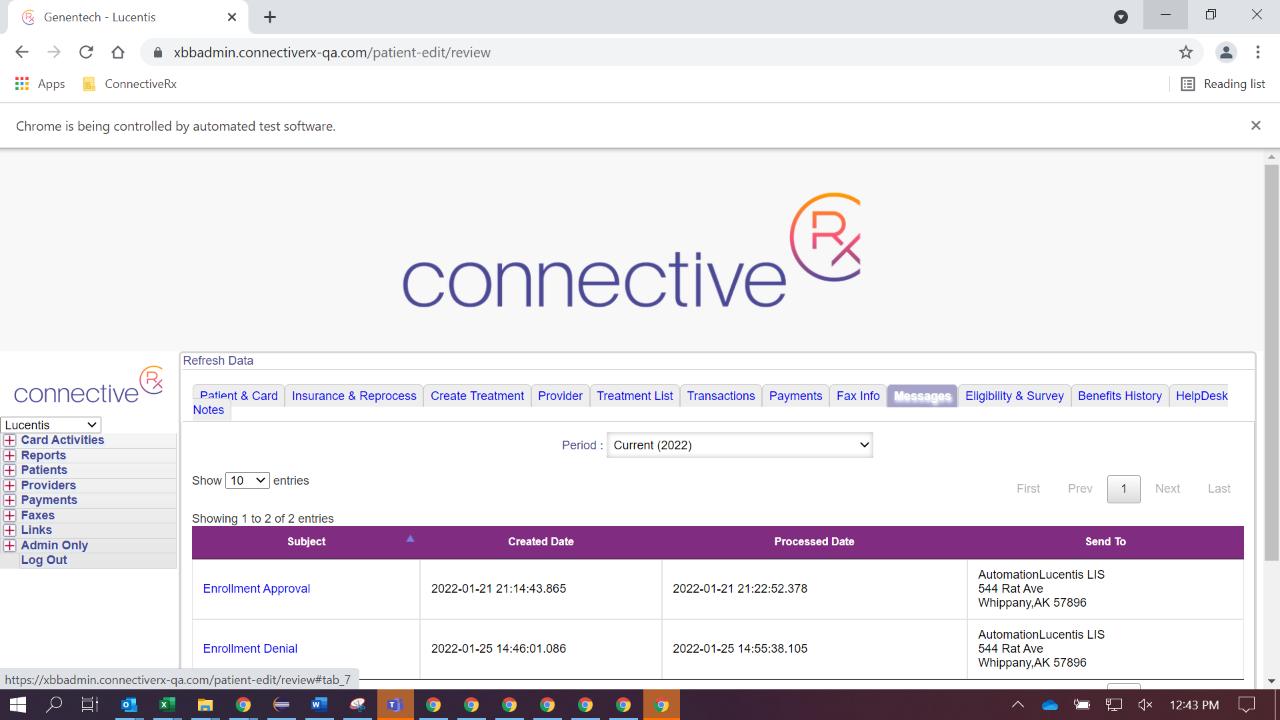 Genentech - Lucentis
xbbadmin.connectiverx-qa.com/patient-edit/review
Apps ConnectiveRx Reading list
Chrome is being controlled by automated test software.
connective Rx
connective Rx
Lucentis
Card Activities
Reports
Patients
Providers
Payments
Faxes
Links
Admin Only
Log Out
Refresh Data
Patient & Card Insurance & Reprocess Create Treatment Provider Treatment List Transactions Payments Fax Info Messages Eligibility & Survey Benefits History HelpDesk
Notes
Period : Current (2022)
Show 10 entries
First Prev 1 Next Last
Showing 1 to 2 of 2 entries
Subject Created Date Processed Date Send To
Enrollment Approval 2022-01-21 21:14:43.865 2022-01-21 21:22:52.378 AutomationLucentis LIS
544 Rat Ave
Whippany,AK 57896
Enrollment Denial 2022-01-25 14:46:01.086 2022-01-25 14:55:38.105 AutomationLucentis LIS
544 Rat Ave
Whippany,AK 57896
https://xbbadmin.connectiverx-qa.com/patient-edit/review#tab_7
12:43 PM